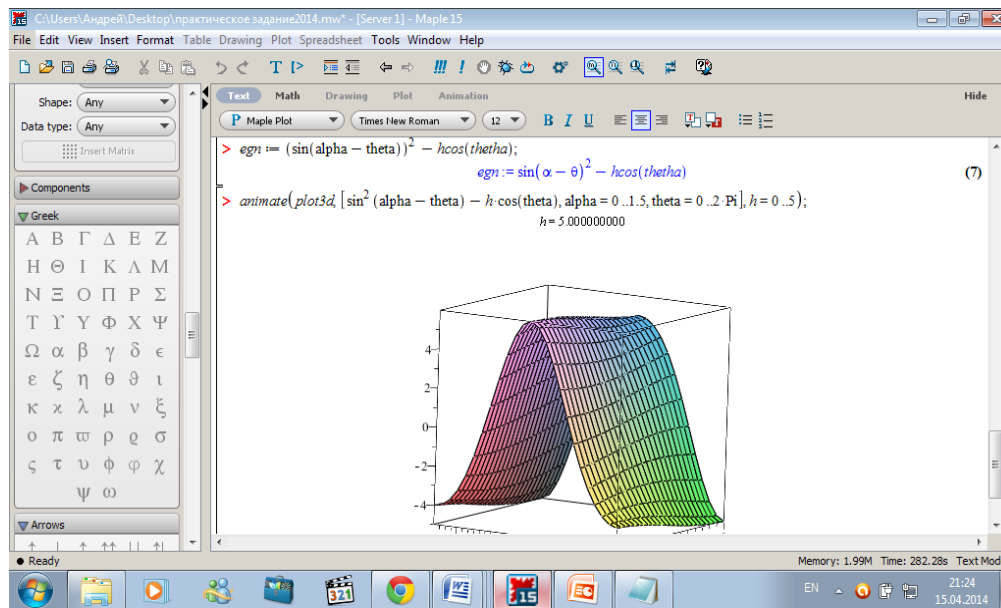 C:\Users\Андрей\Desktop\практическое задание2014.mw* - [Server 1] - Maple 15
File Edit View Insert Format Table Drawing Plot Spreadsheet Tools Window Help
Shape: Any
Data type: Any
Insert Matrix
Components
Greek
Α Β Γ Δ Ε Ζ
Η Θ Ι Κ Λ Μ
Ν Ξ Ο Π Ρ Σ
Τ ϒ Υ Φ Χ Ψ
Ω α β γ δ ϵ
ε ζ η θ ϑ ι
κ ϰ λ μ ν ξ
ο π ϖ ρ ϱ σ
ς τ υ ϕ φ χ
ψ ω
Arrows
Text Math Drawing Plot Animation Hide
P Maple Plot Times New Roman 12 B I U
> egn := (sin(alpha − theta))² − hcos(thetha);
egn := sin(α − θ)² − hcos(thetha) (7)
> animate(plot3d, [sin² (alpha − theta) − h·cos(theta), alpha = 0 ..1.5, theta = 0 ..2·Pi], h = 0 ..5);
h = 5.000000000
4
2
0
-2
-4
Ready Memory: 1.99M Time: 282.28s Text Mod
321
15
EN 21:24
15.04.2014